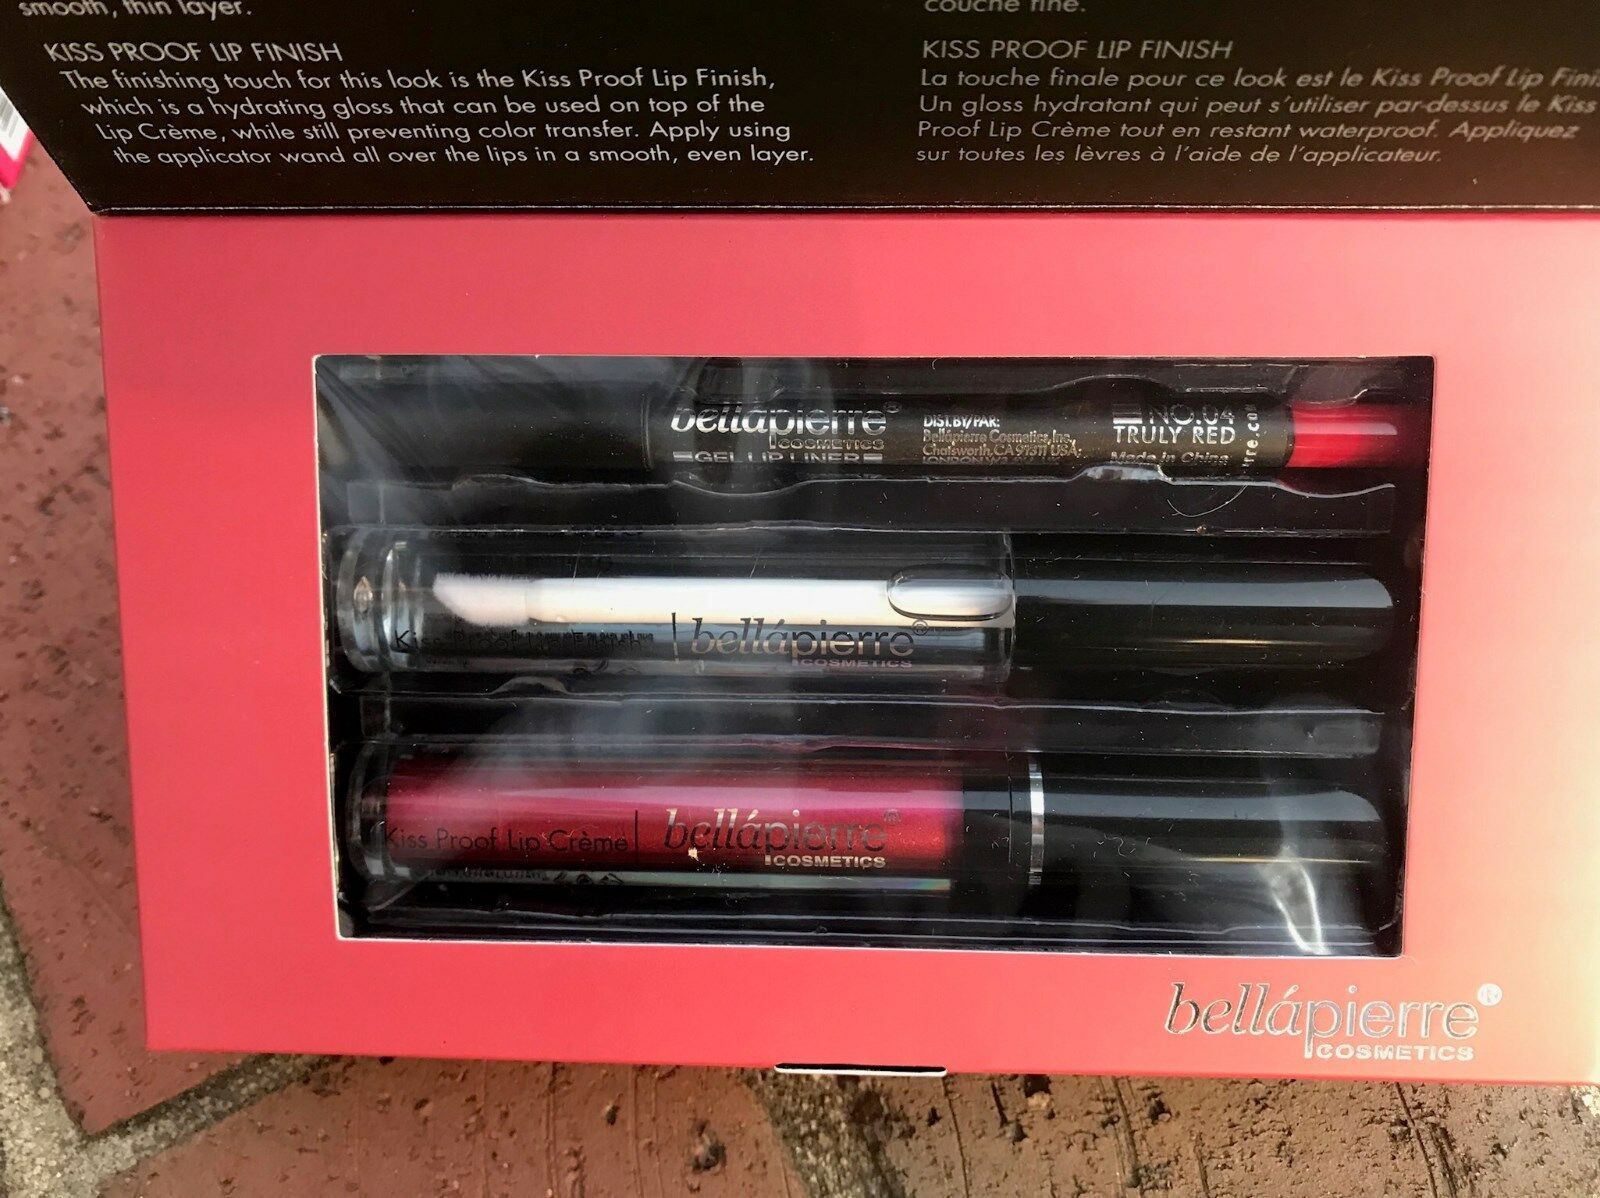 smooth, thin layer.
KISS PROOF LIP FINISH
The finishing touch for this look is the Kiss Proof Lip Finish,
which is a hydrating gloss that can be used on top of the
Lip Crème, while still preventing color transfer. Apply using
the applicator wand all over the lips in a smooth, even layer.
couche fine.
KISS PROOF LIP FINISH
La touche finale pour ce look est le Kiss Proof Lip Fini
Un gloss hydratant qui peut s'utiliser par-dessus le Kiss
Proof Lip Crème tout en restant waterproof. Appliquez
sur toutes les lèvres à l'aide de l'applicateur.
bellápierre®
COSMETICS
GEL LIP LINER
DIST.BY/PAR:
Bellápierre Cosmetics, Inc.
Chatsworth, CA 91311 USA;
LONDON W3
NO.04
TRULY RED
Made in China
Kiss Proof Lip Finish | bellápierre®
COSMETICS
Kiss Proof Lip Crème | bellápierre®
COSMETICS
bellápierre®
COSMETICS